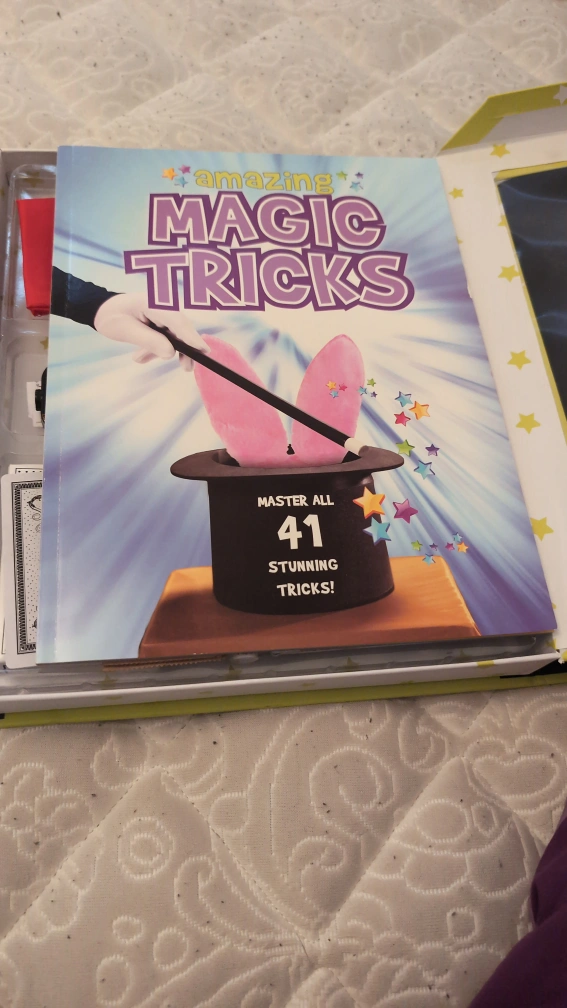 amazing
MAGIC
TRICKS
MASTER ALL
41
STUNNING
TRICKS!